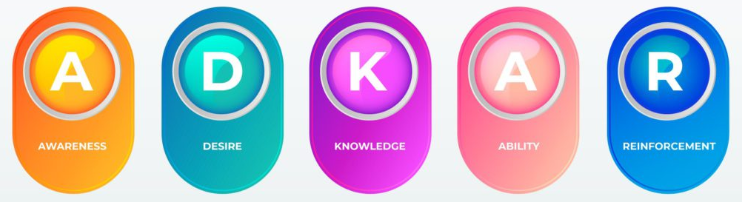 A
AWARENESS
D
DESIRE
K
KNOWLEDGE
A
ABILITY
R
REINFORCEMENT